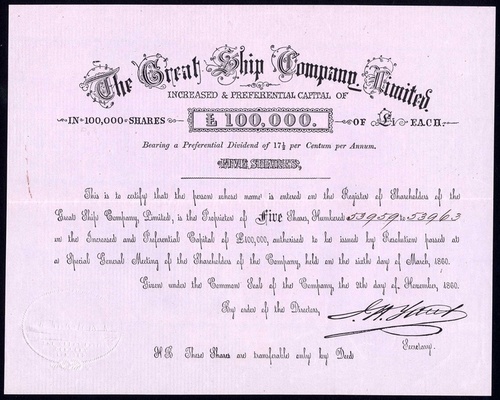 The Great Ship Company, Limited.
INCREASED & PREFERENTIAL CAPITAL OF
IN 100,000 SHARES £ 100,000. OF £1 EACH.
Bearing a Preferential Dividend of 17½ per Centum per Annum.
FIVE SHARES,
This is to certify that the person whose name is entered on the Register of Shareholders of the
Great Ship Company, Limited, is the Proprietor of Five Shares, Numbered 53959 53963
in the Increased and Preferential Capital of £100,000, authorised to be issued by Resolution passed at
a Special General Meeting of the Shareholders of the Company, held on the sixth day of March, 1860.
Given under the Common Seal of the Company, the 21st day of November, 1860.
By order of the Directors,
Secretary.
N.B These Shares are transferable only by Deed